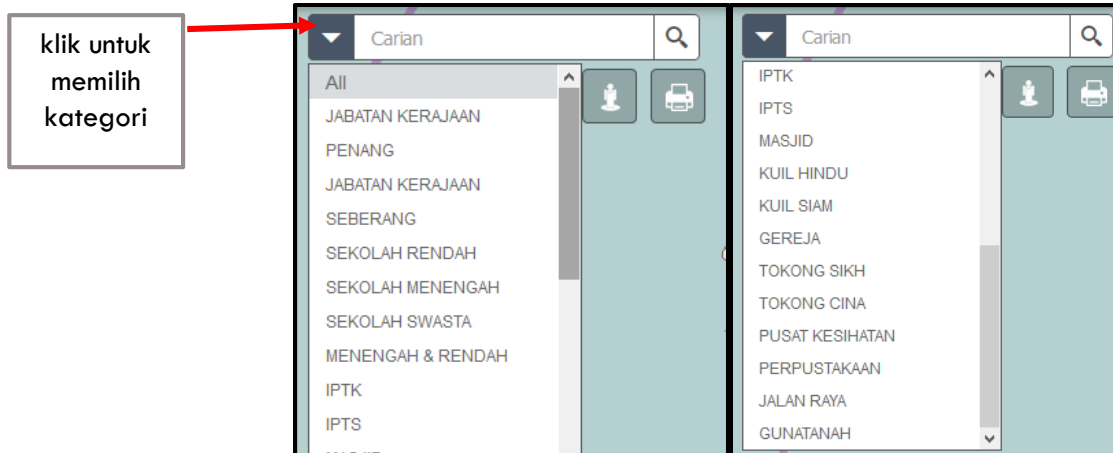 klik untuk
memilih
kategori
Carian
All
JABATAN KERAJAAN
PENANG
JABATAN KERAJAAN
SEBERANG
SEKOLAH RENDAH
SEKOLAH MENENGAH
SEKOLAH SWASTA
MENENGAH & RENDAH
IPTK
IPTS
Carian
IPTK
IPTS
MASJID
KUIL HINDU
KUIL SIAM
GEREJA
TOKONG SIKH
TOKONG CINA
PUSAT KESIHATAN
PERPUSTAKAAN
JALAN RAYA
GUNATANAH